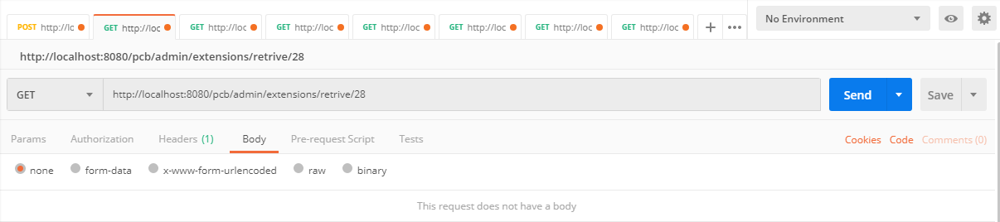 POST http://loc GET http://loc GET http://loc GET http://loc GET http://loc GET http://loc GET http://loc GET http://loc No Environment
http://localhost:8080/pcb/admin/extensions/retrive/28
GET http://localhost:8080/pcb/admin/extensions/retrive/28 Send Save
Params Authorization Headers (1) Body Pre-request Script Tests Cookies Code Comments (0)
none form-data x-www-form-urlencoded raw binary
This request does not have a body